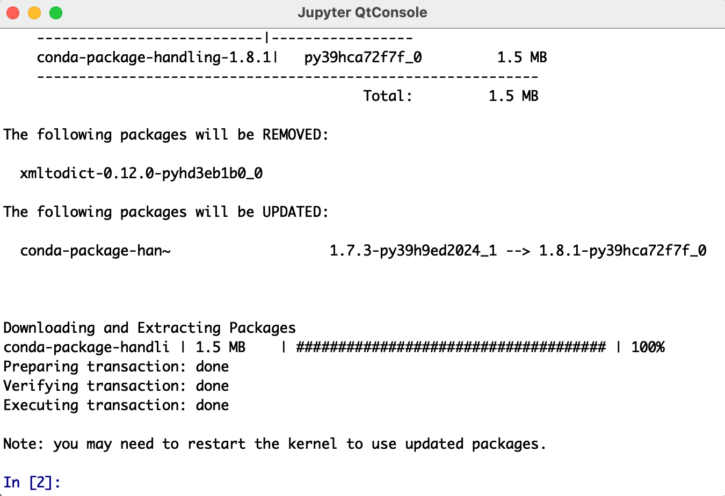 Jupyter QtConsole
---------------------------|-----------------
conda-package-handling-1.8.1|   py39hca72f7f_0         1.5 MB
------------------------------------------------------------
Total:         1.5 MB
The following packages will be REMOVED:
xmltodict-0.12.0-pyhd3eb1b0_0
The following packages will be UPDATED:
conda-package-han~                   1.7.3-py39h9ed2024_1 --> 1.8.1-py39hca72f7f_0
Downloading and Extracting Packages
conda-package-handli | 1.5 MB    | ##################################### | 100%
Preparing transaction: done
Verifying transaction: done
Executing transaction: done
Note: you may need to restart the kernel to use updated packages.
In [2]: